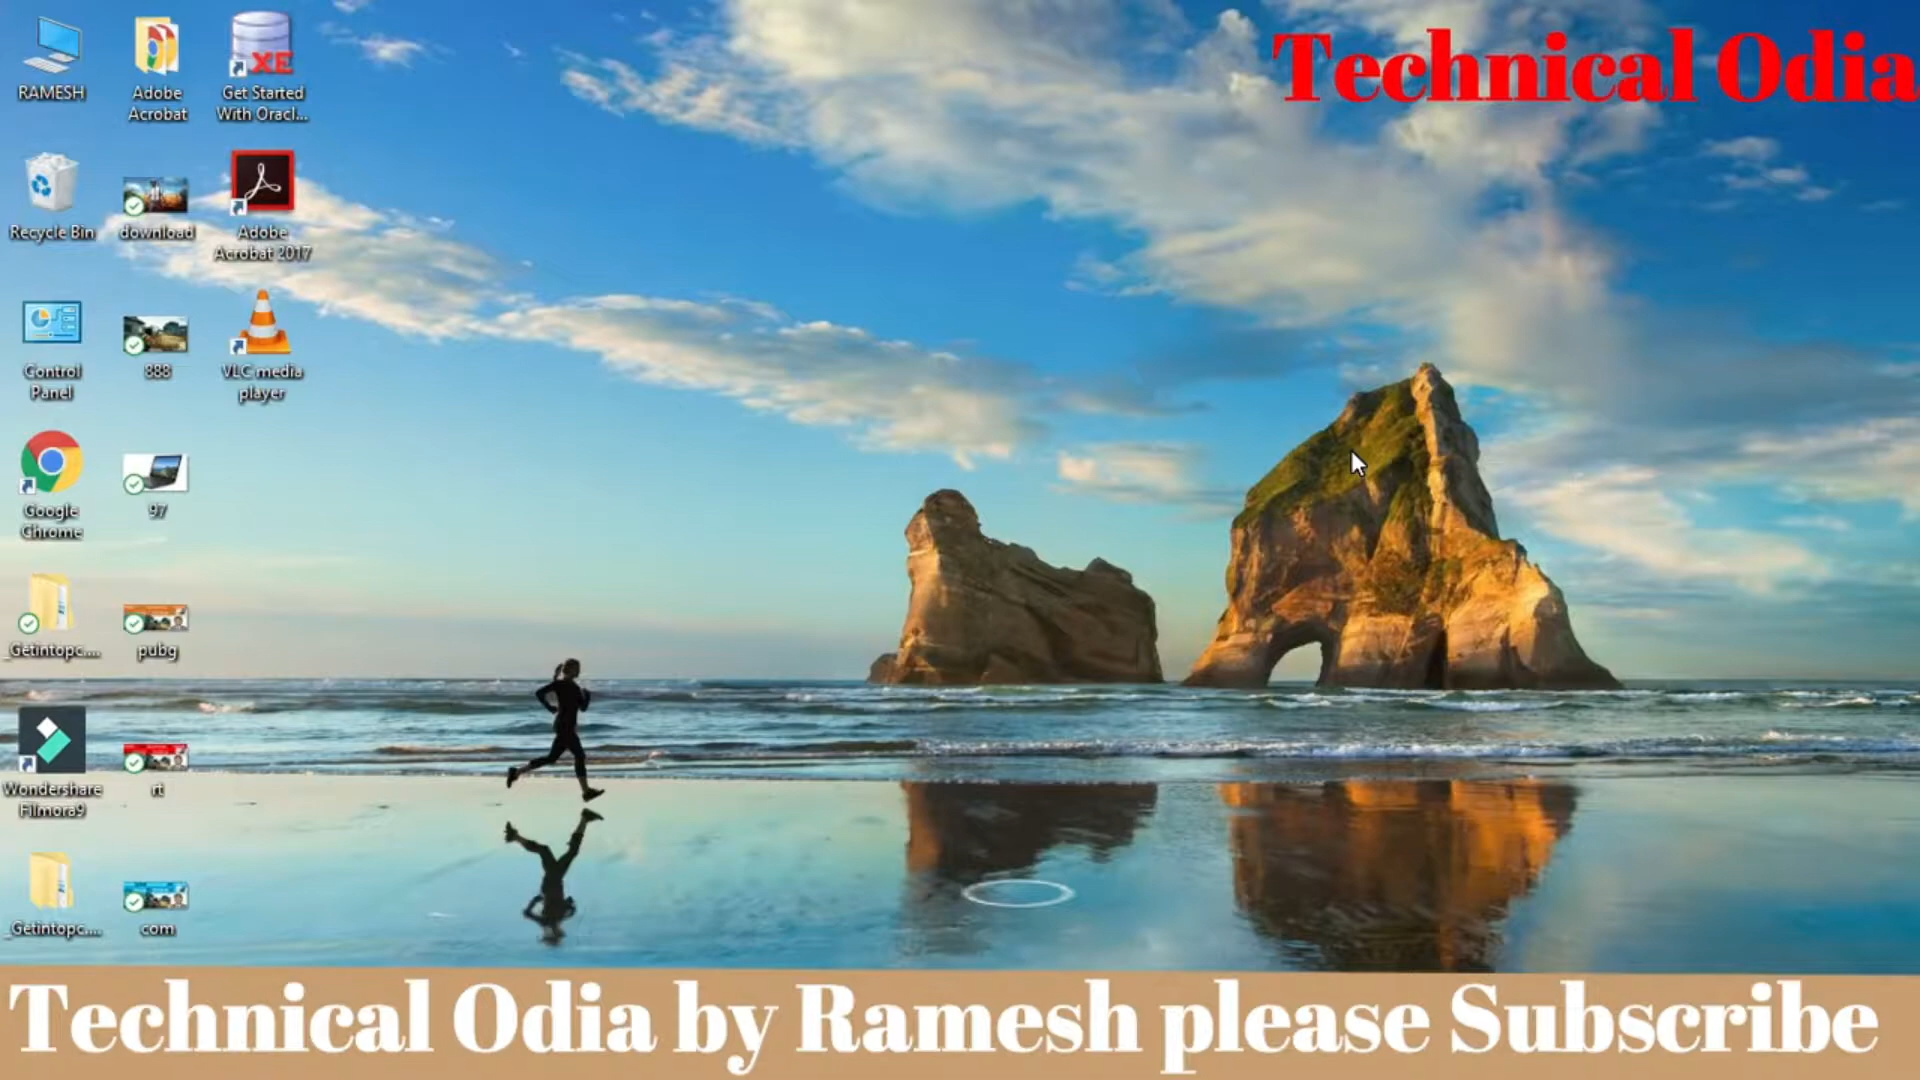 Technical Odia
RAMESH
Adobe
Acrobat
XE
Get Started
With Oracl...
Recycle Bin
download
Adobe
Acrobat 2017
Control
Panel
888
VLC media
player
Google
Chrome
97
_Getintopc....
pubg
Wondershare
Filmora9
rt
_Getintopc....
com
Technical Odia by Ramesh please Subscribe